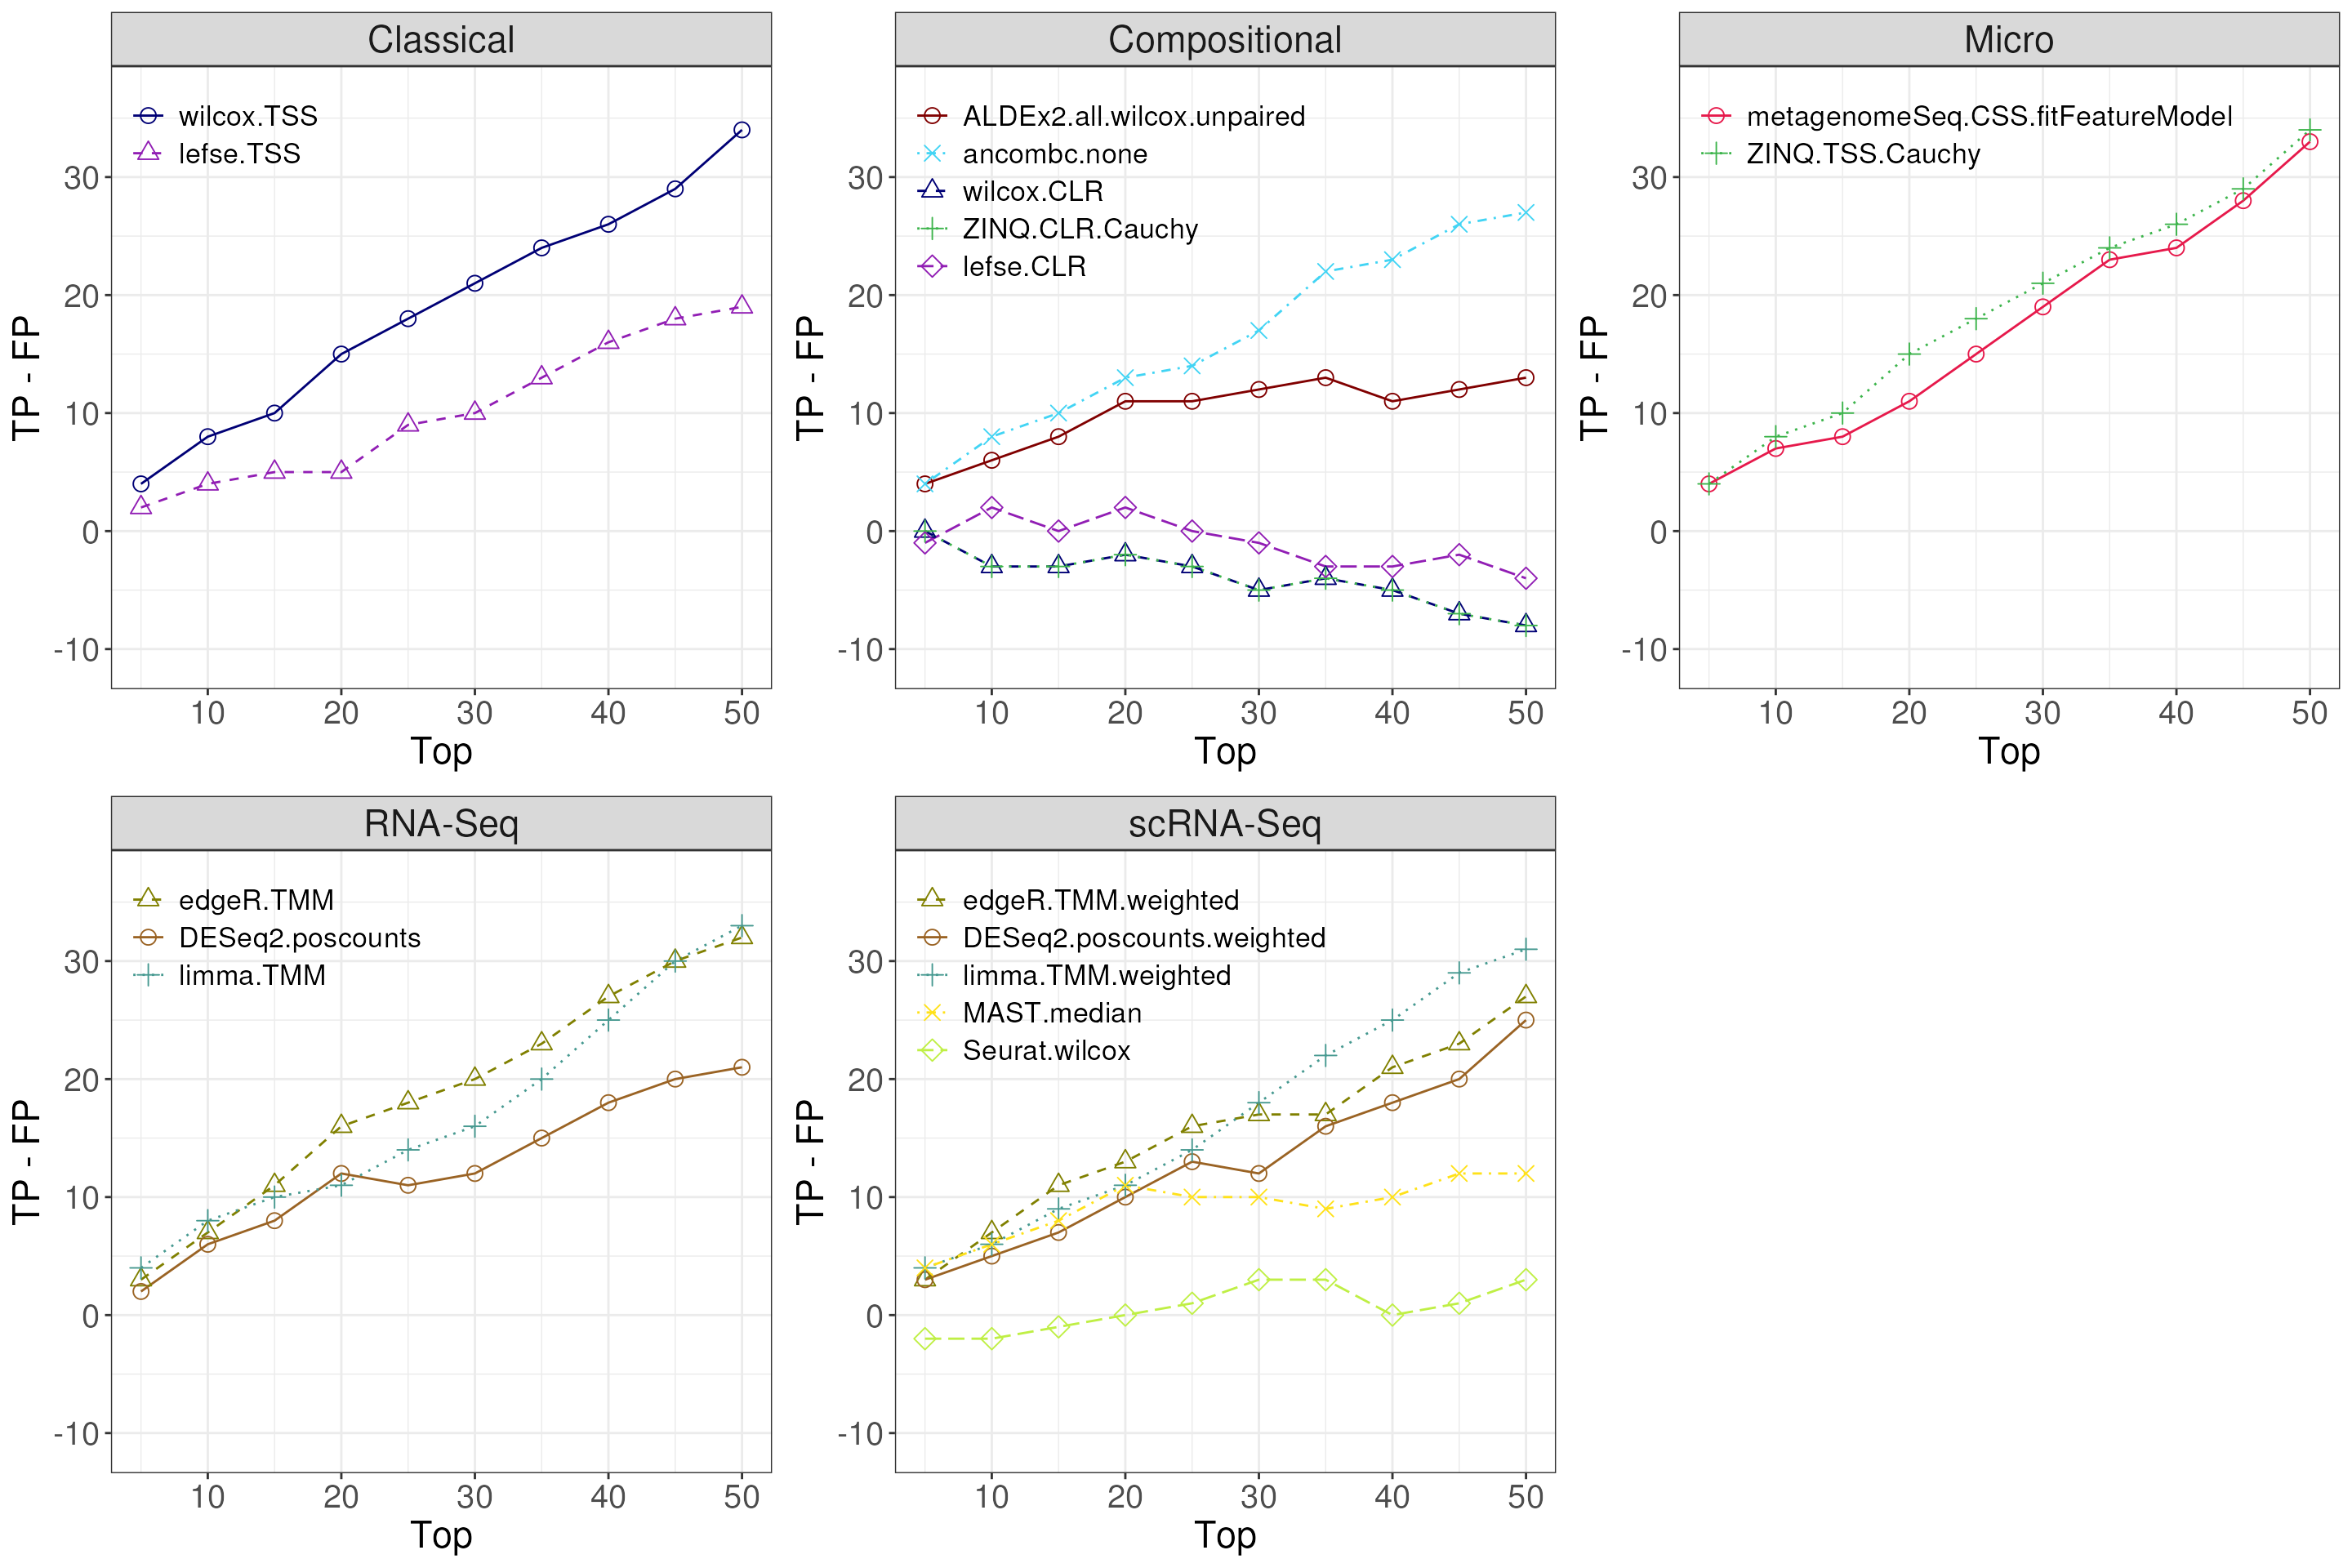 Classical
wilcox.TSS
lefse.TSS
TP - FP
30
20
10
0
-10
10 20 30 40 50
Top
Compositional
ALDEx2.all.wilcox.unpaired
ancombc.none
wilcox.CLR
ZINQ.CLR.Cauchy
lefse.CLR
TP - FP
30
20
10
0
-10
10 20 30 40 50
Top
Micro
metagenomeSeq.CSS.fitFeatureModel
ZINQ.TSS.Cauchy
TP - FP
30
20
10
0
-10
10 20 30 40 50
Top
RNA-Seq
edgeR.TMM
DESeq2.poscounts
limma.TMM
TP - FP
30
20
10
0
-10
10 20 30 40 50
Top
scRNA-Seq
edgeR.TMM.weighted
DESeq2.poscounts.weighted
limma.TMM.weighted
MAST.median
Seurat.wilcox
TP - FP
30
20
10
0
-10
10 20 30 40 50
Top